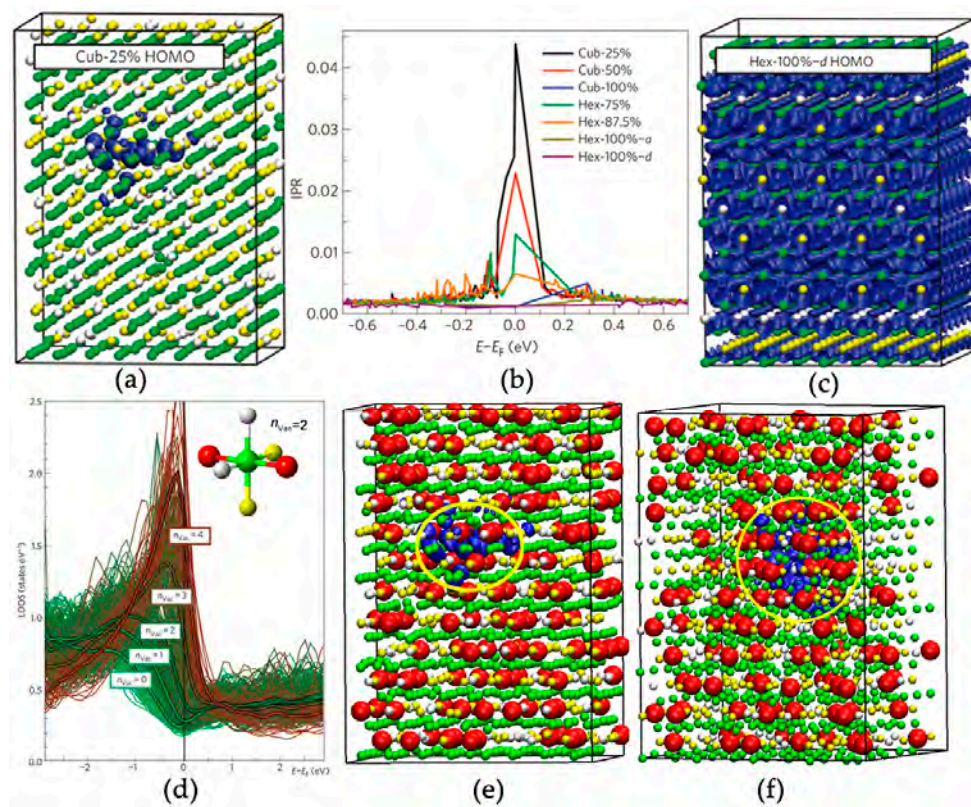 Cub-25% HOMO
(a)
0.04
0.03
0.02
0.01
0.00
IPR
-0.6
-0.4
-0.2
0.0
0.2
0.4
0.6
E-E_F (eV)
Cub-25%
Cub-50%
Cub-100%
Hex-75%
Hex-87.5%
Hex-100%-a
Hex-100%-d
(b)
Hex-100%-d HOMO
(c)
2.5
2.0
1.5
1.0
0.5
0.0
LDOS (states eV⁻¹)
n_Vac=2
n_Vac=4
n_Vac=3
n_Vac=2
n_Vac=1
n_Vac=0
-2
-1
0
1
2
E-E_F (eV)
(d)
(e)
(f)